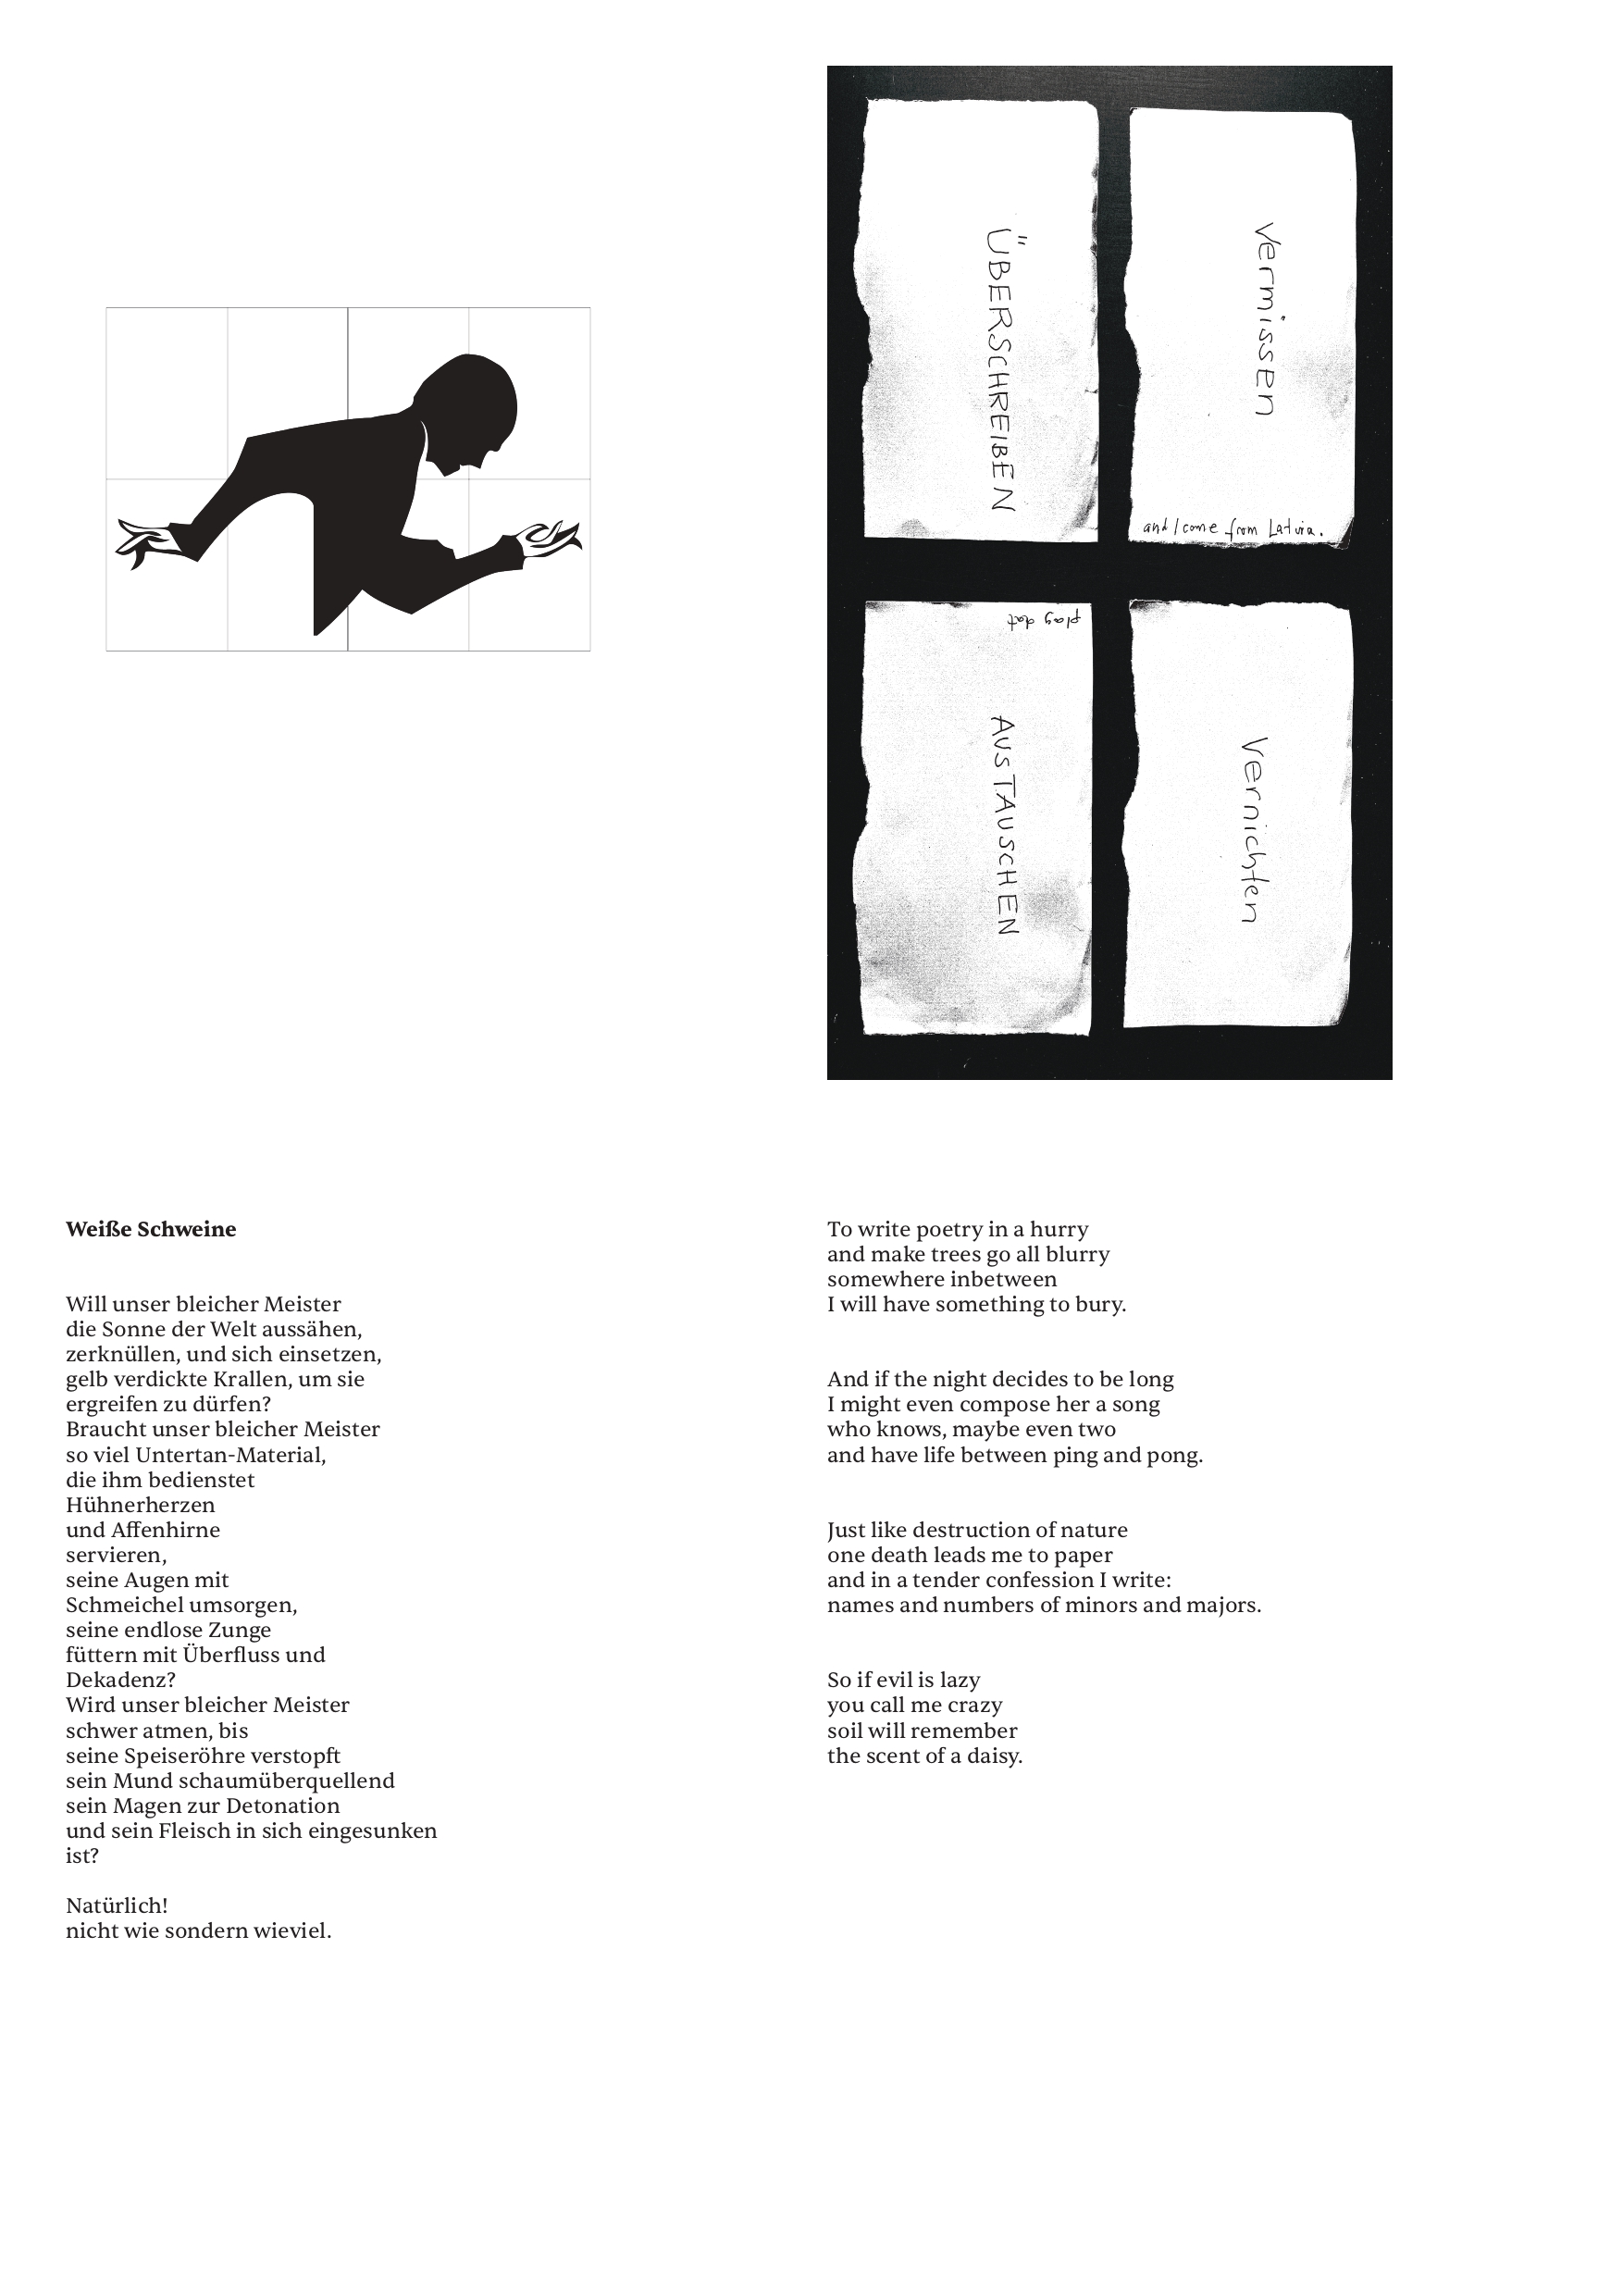 ÜBERSCHREIBEN
Vermissen
and I come from Latvia.
play dat
AUSTAUSCHEN
Vernichten
Weiße Schweine
Will unser bleicher Meister
die Sonne der Welt aussähen,
zerknüllen, und sich einsetzen,
gelb verdickte Krallen, um sie
ergreifen zu dürfen?
Braucht unser bleicher Meister
so viel Untertan-Material,
die ihm bedienstet
Hühnerherzen
und Affenhirne
servieren,
seine Augen mit
Schmeichel umsorgen,
seine endlose Zunge
füttern mit Überfluss und
Dekadenz?
Wird unser bleicher Meister
schwer atmen, bis
seine Speiseröhre verstopft
sein Mund schaumüberquellend
sein Magen zur Detonation
und sein Fleisch in sich eingesunken
ist?
Natürlich!
nicht wie sondern wieviel.
To write poetry in a hurry
and make trees go all blurry
somewhere inbetween
I will have something to bury.
And if the night decides to be long
I might even compose her a song
who knows, maybe even two
and have life between ping and pong.
Just like destruction of nature
one death leads me to paper
and in a tender confession I write:
names and numbers of minors and majors.
So if evil is lazy
you call me crazy
soil will remember
the scent of a daisy.